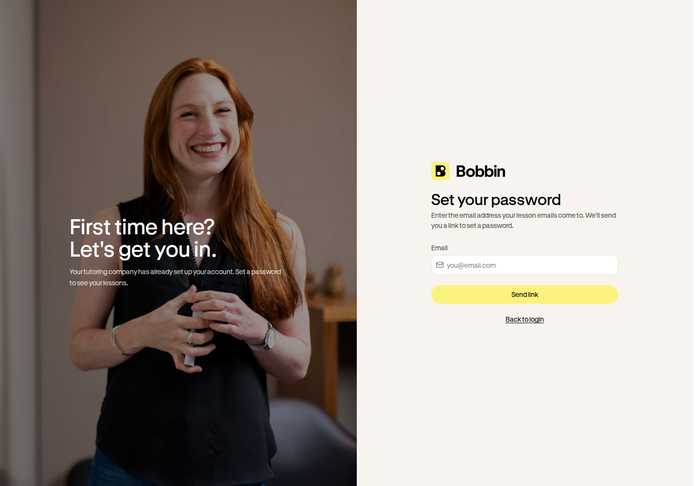 First time here?
Let's get you in.
Your tutoring company has already set up your account. Set a password
to see your lessons.
Bobbin
Set your password
Enter the email address your lesson emails come to. We'll send
you a link to set a password.
Email
you@email.com
Send link
Back to login